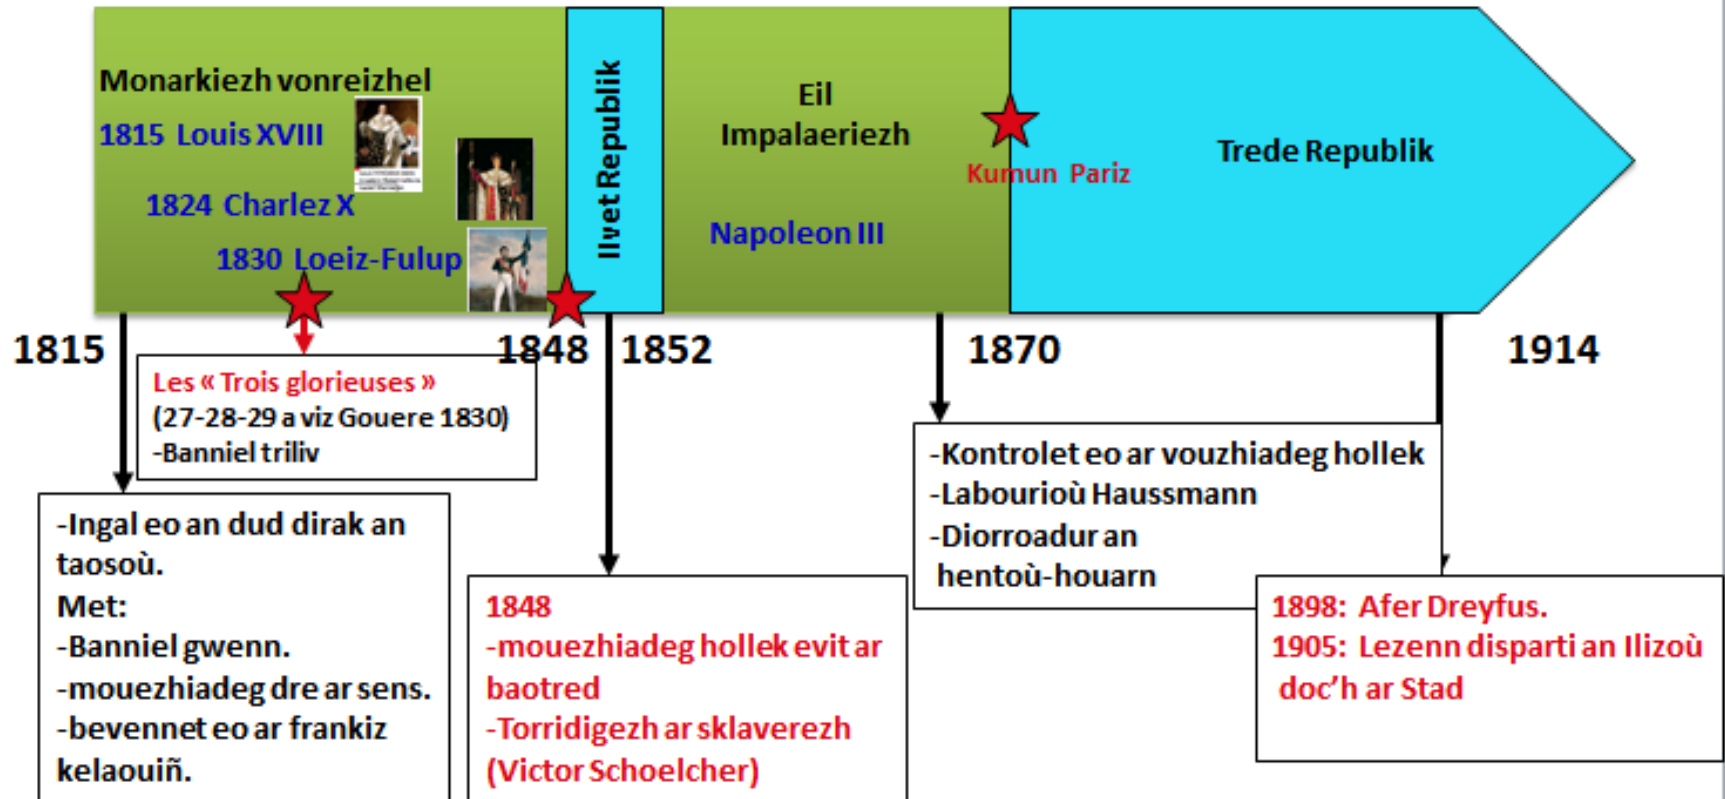 Monarkiezh vonreizhel
1815 Louis XVIII
1824 Charlez X
1830 Loeiz-Fulup
IIvet Republik
Eil
Impalaeriezh
Napoleon III
Kumun Pariz
Trede Republik
1815
1848
1852
1870
1914
Les « Trois glorieuses »
(27-28-29 a viz Gouere 1830)
-Banniel triliv
-Ingal eo an dud dirak an
taosoù.
Met:
-Banniel gwenn.
-mouezhiadeg dre ar sens.
-bevennet eo ar frankiz
kelaouiñ.
1848
-mouezhiadeg hollek evit ar
baotred
-Torridigezh ar sklaverezh
(Victor Schoelcher)
-Kontrolet eo ar vouzhiadeg hollek
-Labourioù Haussmann
-Diorroadur an
hentoù-houarn
1898: Afer Dreyfus.
1905: Lezenn disparti an Ilizoù
doc'h ar Stad